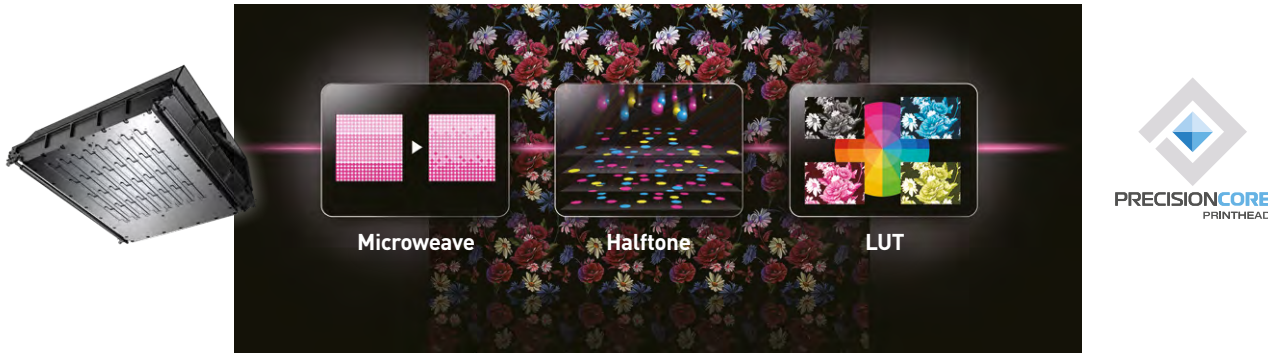 Microweave
Halftone
LUT
PRECISIONCORE
PRINTHEAD